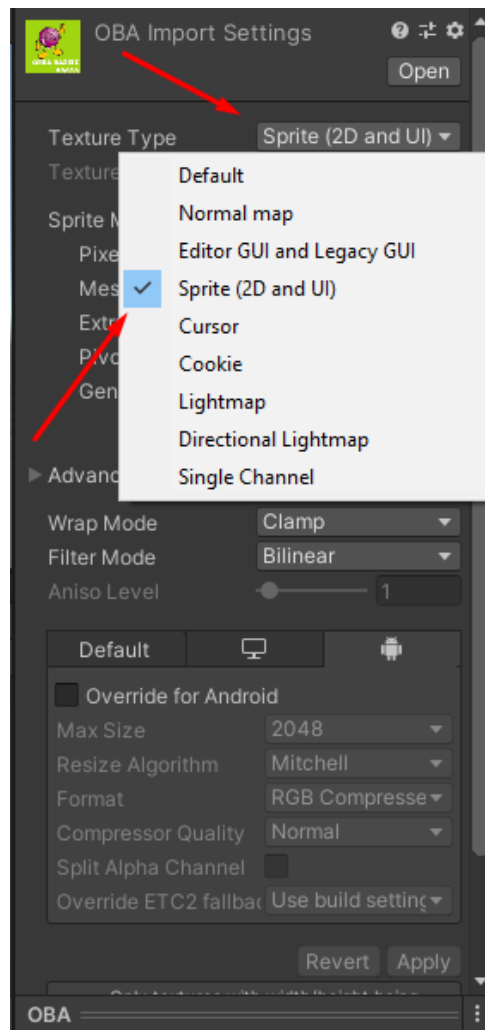 OBA Import Settings
Open
Texture Type
Sprite (2D and UI)
Texture
Default
Sprite M
Normal map
Pixe
Editor GUI and Legacy GUI
Mes
Sprite (2D and UI)
Extr
Cursor
Pivo
Cookie
Gen
Lightmap
Directional Lightmap
Advanc
Single Channel
Wrap Mode
Clamp
Filter Mode
Bilinear
Aniso Level
1
Default
Override for Android
Max Size
2048
Resize Algorithm
Mitchell
Format
RGB Compresse
Compressor Quality
Normal
Split Alpha Channel
Override ETC2 fallbac
Use build setting
Revert
Apply
OBA